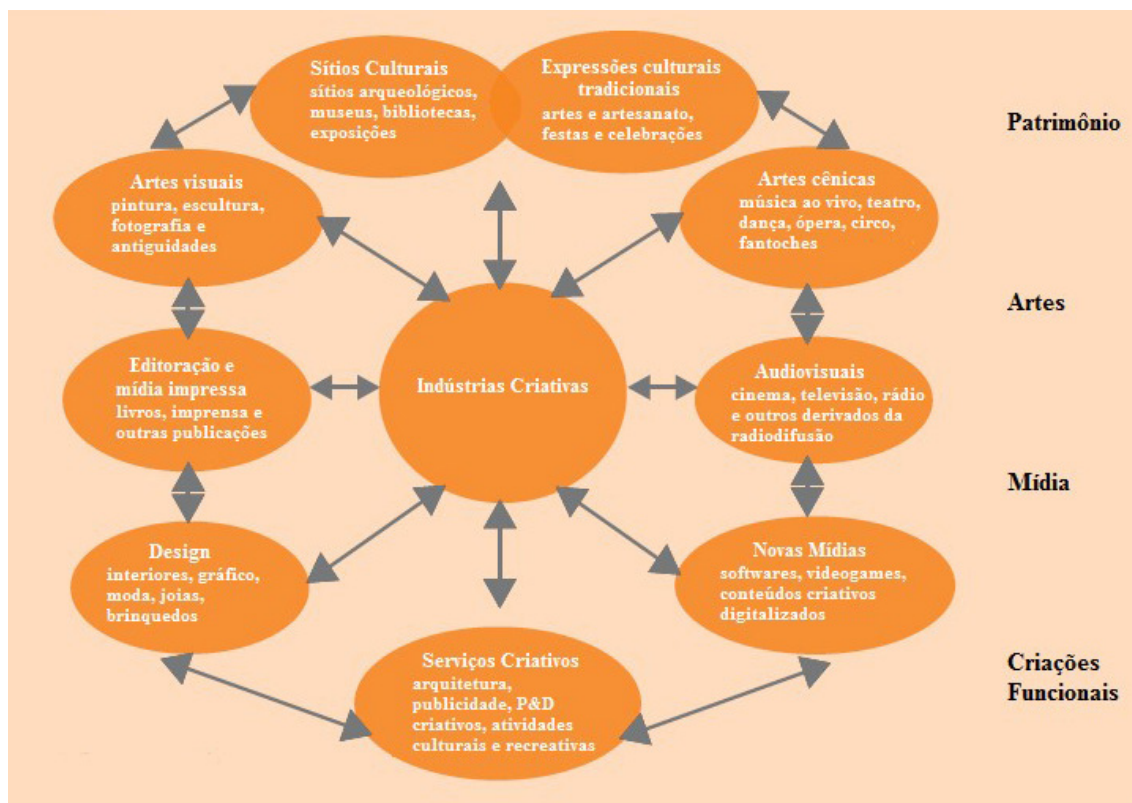 Sítios Culturais
sítios arqueológicos,
museus, bibliotecas,
exposições
Expressões culturais
tradicionais
artes e artesanato,
festas e celebrações
Patrimônio
Artes visuais
pintura, escultura,
fotografia e
antiguidades
Artes cênicas
música ao vivo, teatro,
dança, ópera, circo,
fantoches
Artes
Editoração e
mídia impressa
livros, imprensa e
outras publicações
Indústrias Criativas
Audiovisuais
cinema, televisão, rádio
e outros derivados da
radiodifusão
Mídia
Design
interiores, gráfico,
moda, joias,
brinquedos
Novas Mídias
softwares, videogames,
conteúdos criativos
digitalizados
Serviços Criativos
arquitetura,
publicidade, P&D
criativos, atividades
culturais e recreativas
Criações
Funcionais